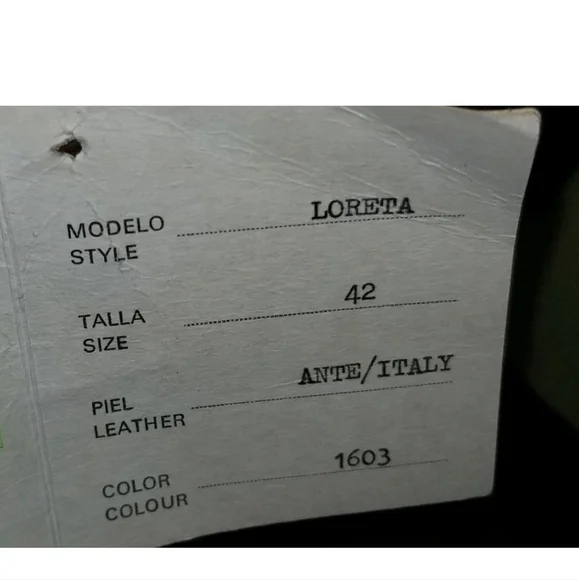 MODELO LORETA
STYLE
TALLA 42
SIZE
PIEL ANTE/ITALY
LEATHER
COLOR 1603
COLOUR